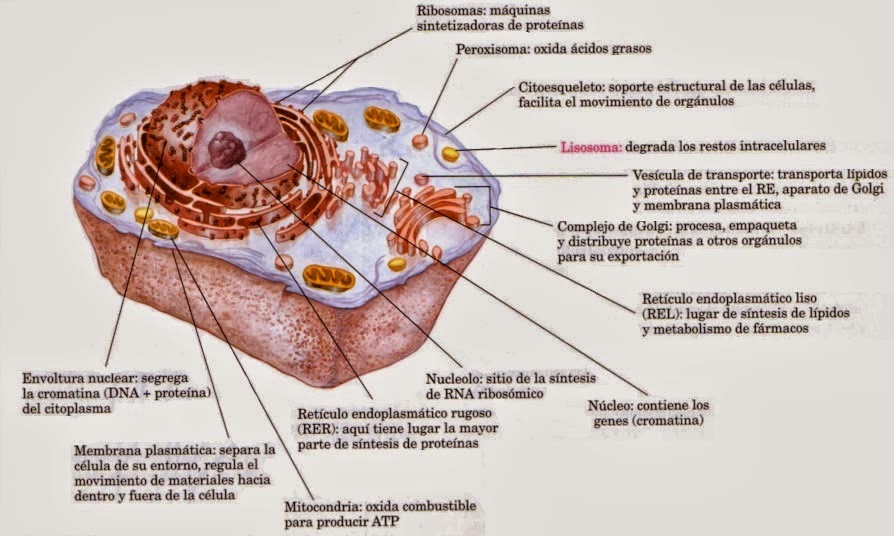 Ribosomas: máquinas
sintetizadoras de proteínas
Peroxisoma: oxida ácidos grasos
Citoesqueleto: soporte estructural de las células,
facilita el movimiento de orgánulos
Lisosoma: degrada los restos intracelulares
Vesícula de transporte: transporta lípidos
y proteínas entre el RE, aparato de Golgi
y membrana plasmática
Complejo de Golgi: procesa, empaqueta
y distribuye proteínas a otros orgánulos
para su exportación
Retículo endoplasmático liso
(REL): lugar de síntesis de lípidos
y metabolismo de fármacos
Núcleo: contiene los
genes (cromatina)
Nucleolo: sitio de la síntesis
de RNA ribosómico
Retículo endoplasmático rugoso
(RER): aquí tiene lugar la mayor
parte de síntesis de proteínas
Envoltura nuclear: segrega
la cromatina (DNA + proteína)
del citoplasma
Membrana plasmática: separa la
célula de su entorno, regula el
movimiento de materiales hacia
dentro y fuera de la célula
Mitocondria: oxida combustible
para producir ATP